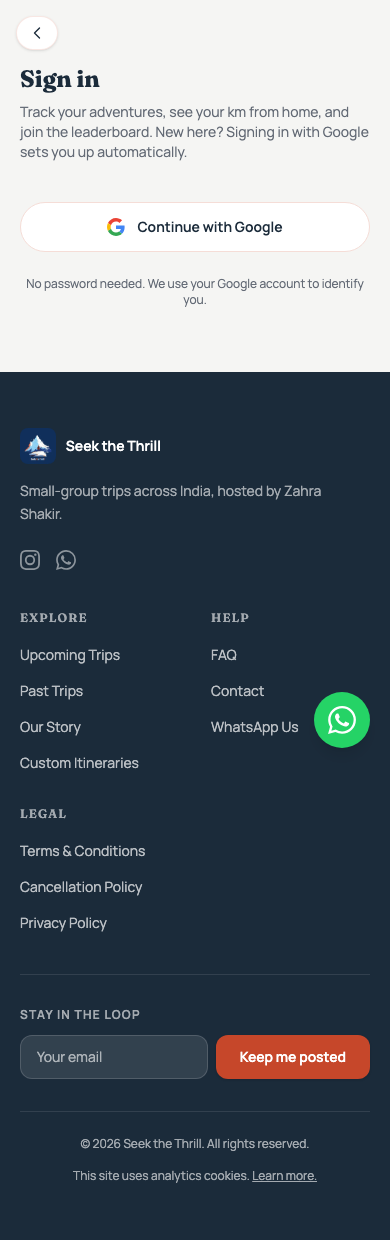 Sign in
Track your adventures, see your km from home, and
join the leaderboard. New here? Signing in with Google
sets you up automatically.
Continue with Google
No password needed. We use your Google account to identify
you.
Seek the Thrill
Small-group trips across India, hosted by Zahra
Shakir.
EXPLORE
Upcoming Trips
Past Trips
Our Story
Custom Itineraries
HELP
FAQ
Contact
WhatsApp Us
LEGAL
Terms & Conditions
Cancellation Policy
Privacy Policy
STAY IN THE LOOP
Your email
Keep me posted
© 2026 Seek the Thrill. All rights reserved.
This site uses analytics cookies. Learn more.